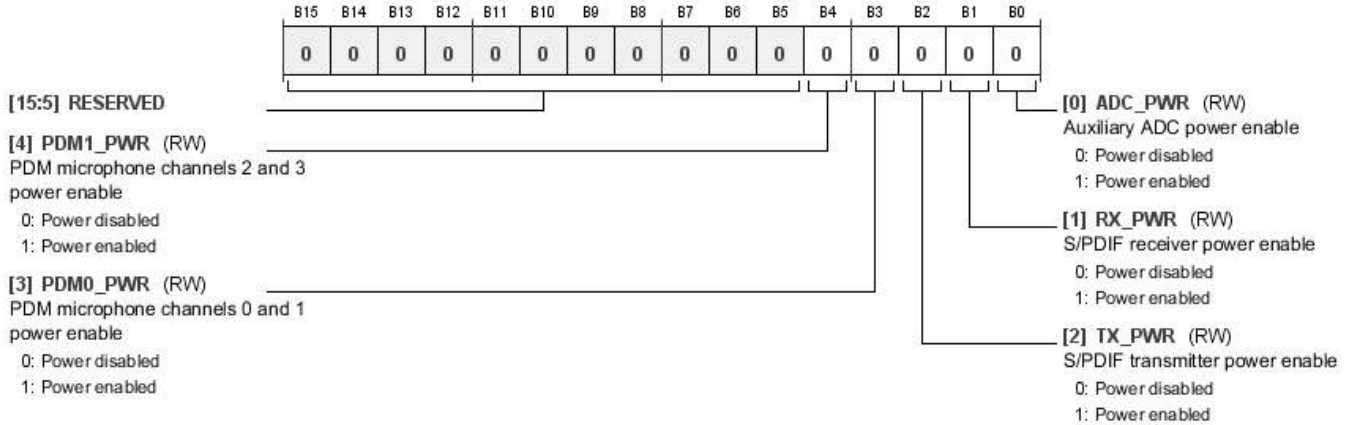 B15 B14 B13 B12 B11 B10 B9 B8 B7 B6 B5 B4 B3 B2 B1 B0
0 0 0 0 0 0 0 0 0 0 0 0 0 0 0 0
[15:5] RESERVED
[4] PDM1_PWR (RW)
PDM microphone channels 2 and 3
power enable
0: Power disabled
1: Power enabled
[3] PDM0_PWR (RW)
PDM microphone channels 0 and 1
power enable
0: Power disabled
1: Power enabled
[0] ADC_PWR (RW)
Auxiliary ADC power enable
0: Power disabled
1: Power enabled
[1] RX_PWR (RW)
S/PDIF receiver power enable
0: Power disabled
1: Power enabled
[2] TX_PWR (RW)
S/PDIF transmitter power enable
0: Power disabled
1: Power enabled